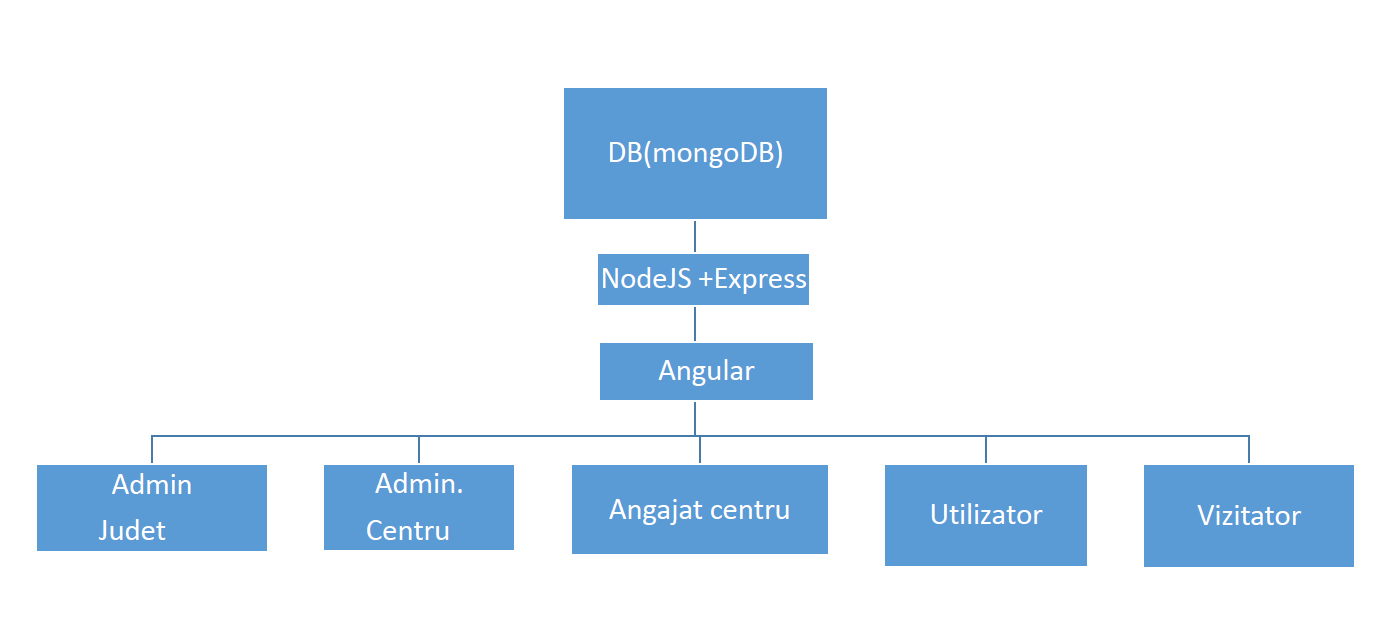 DB(mongoDB)
NodeJS +Express
Angular
Admin
Judet
Admin.
Centru
Angajat centru
Utilizator
Vizitator